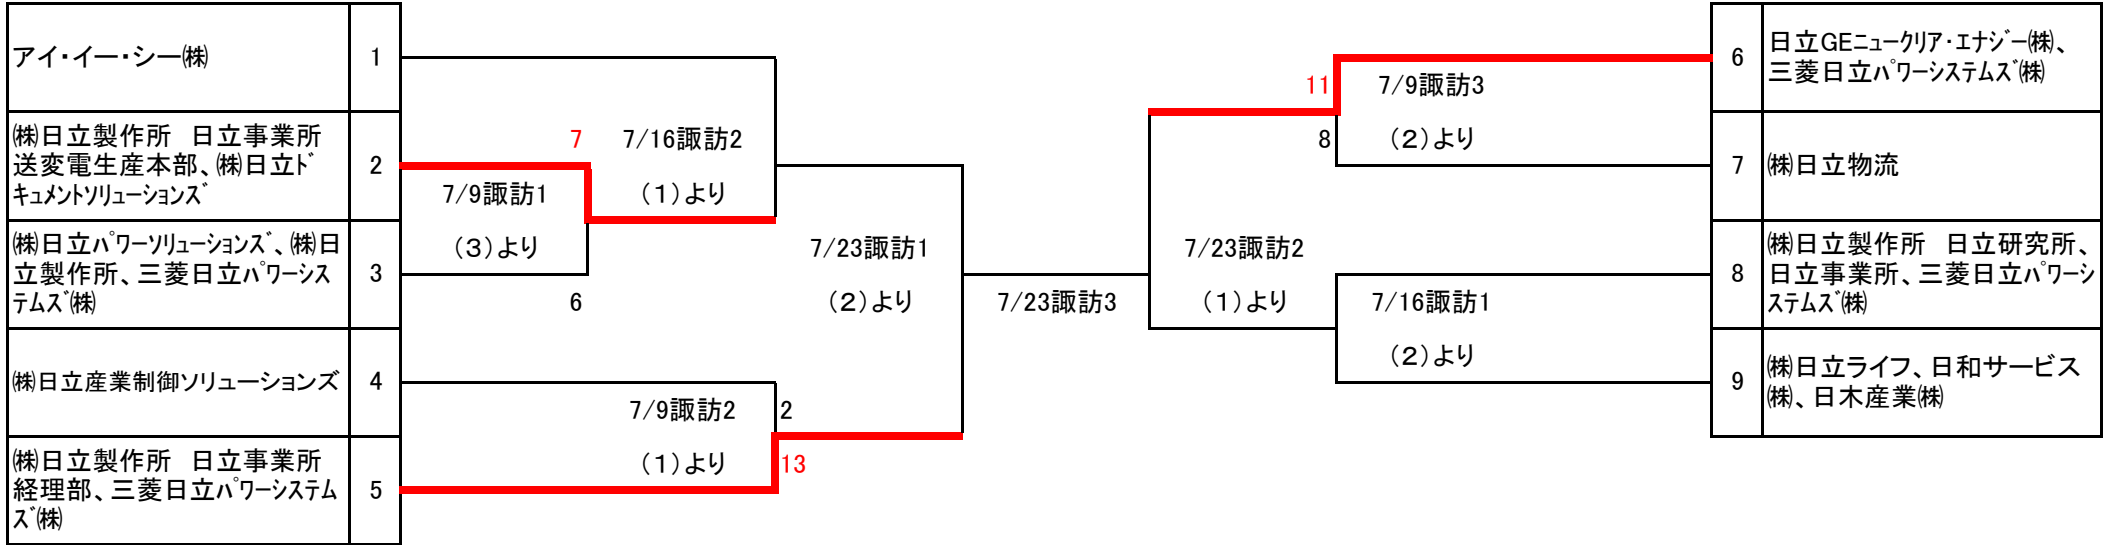 アイ・イー・シー㈱
1
㈱日立製作所　日立事業所
送変電生産本部、㈱日立ﾄﾞ
ｷｭﾒﾝﾄｿﾘｭｰｼｮﾝｽﾞ
2
㈱日立ﾊﾟﾜｰｿﾘｭｰｼｮﾝｽﾞ、㈱日
立製作所、三菱日立ﾊﾟﾜｰｼｽ
ﾃﾑｽﾞ㈱
3
㈱日立産業制御ソリューションズ
4
㈱日立製作所　日立事業所
経理部、三菱日立ﾊﾟﾜｰｼｽﾃﾑ
ｽﾞ㈱
5
7
7/9諏訪1
(3)より
6
7/16諏訪2
(1)より
7/9諏訪2
(1)より
2
13
7/23諏訪1
(2)より
7/23諏訪3
7/23諏訪2
(1)より
11
8
7/9諏訪3
(2)より
7/16諏訪1
(2)より
6
日立GEﾆｭｰｸﾘｱ･ｴﾅｼﾞｰ㈱、
三菱日立ﾊﾟﾜｰｼｽﾃﾑｽﾞ㈱
7
㈱日立物流
8
㈱日立製作所　日立研究所、
日立事業所、三菱日立ﾊﾟﾜｰｼ
ｽﾃﾑｽﾞ㈱
9
㈱日立ライフ、日和サービス
㈱、日木産業㈱